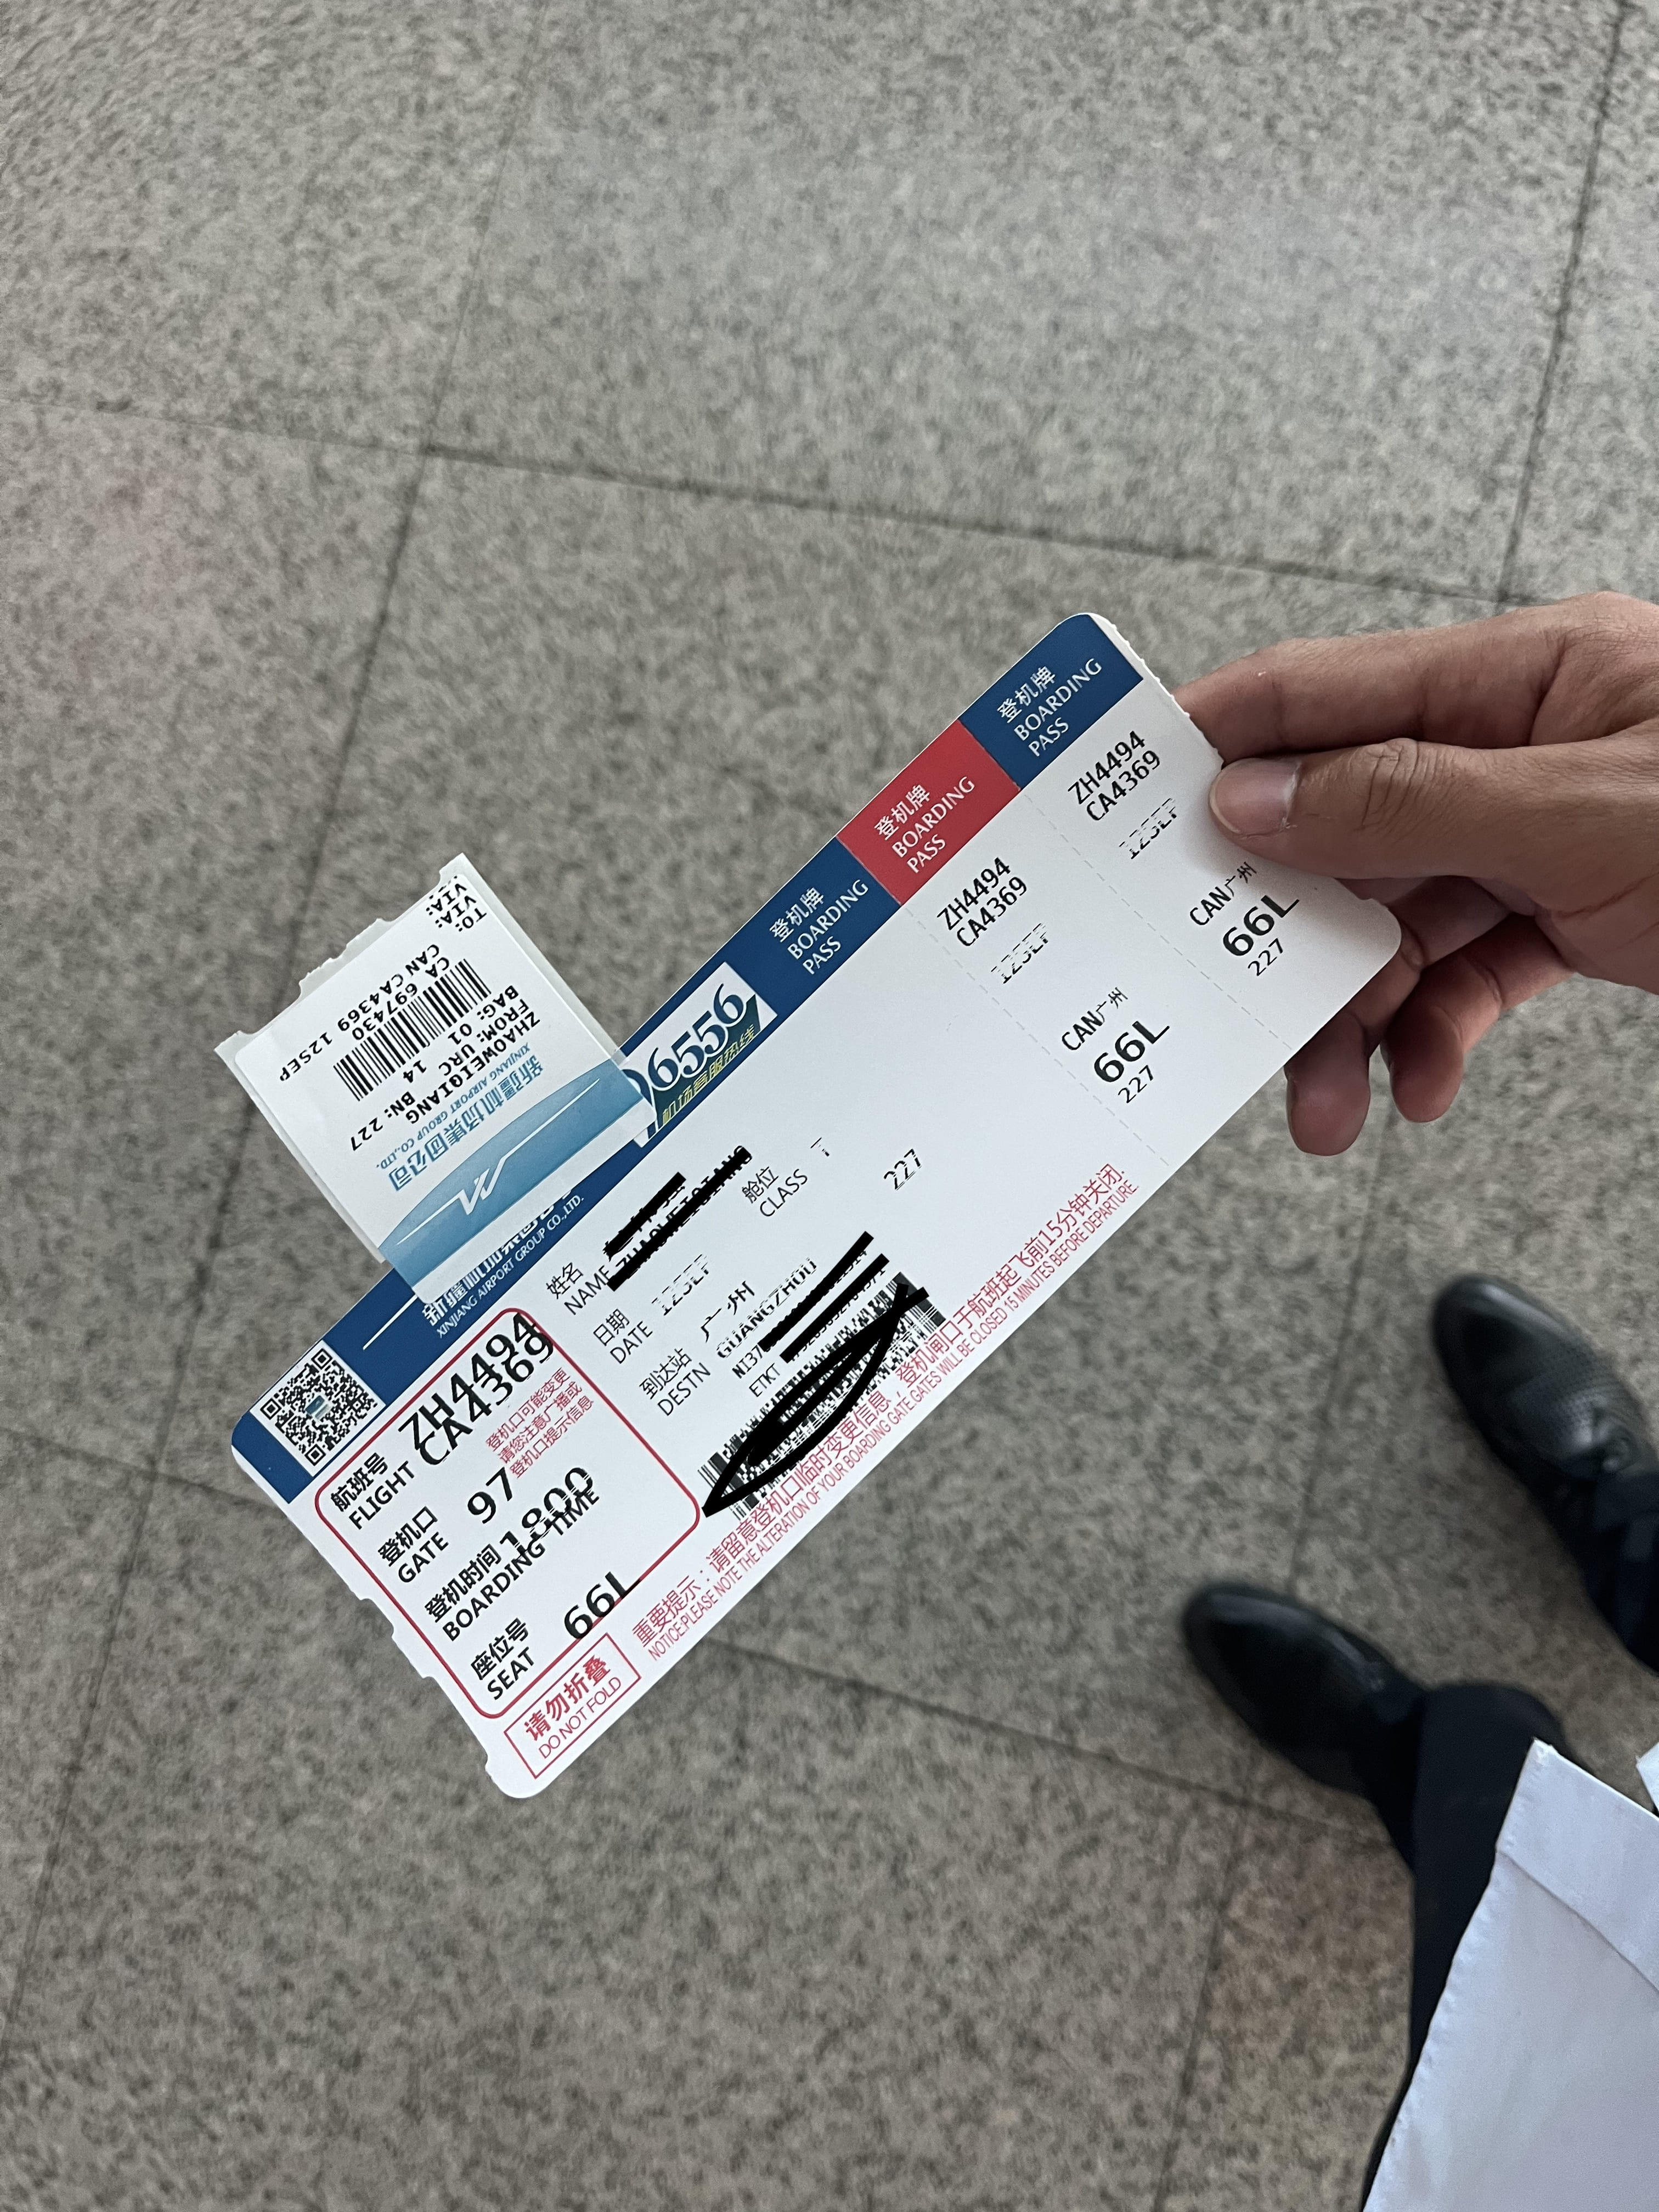 新疆机场集团公司
XINJIANG AIRPORT GROUP CO.,LTD.
ZHAOWEIQIANG BN: 227
FROM: URC 14
BAG: 01
CA 697430
CAN CA4369 12SEP
TO:
VIA:
VIA:
XINJIANG AIRPORT GROUP CO.,LTD.
96556
机场客服热线
登机牌
BOARDING
PASS
登机牌
BOARDING
PASS
登机牌
BOARDING
PASS
航班号
FLIGHT
ZH4494
CA4369
登机口
GATE
97
登机口可能变更
请您注意广播或
登机口提示信息
登机时间
BOARDING TIME
1800
座位号
SEAT
66L
请勿折叠
DO NOT FOLD
姓名
NAME
舱位
CLASS
日期
DATE
12SEP
227
到达站
DESTN
广州
GUANGZHOU
NI37
ETKT
重要提示：请留意登机口临时变更信息，登机闸口于航班起飞前15分钟关闭.
NOTICE:PLEASE NOTE THE ALTERATION OF YOUR BOARDING GATE.GATES WILL BE CLOSED 15 MINUTES BEFORE DEPARTURE.
ZH4494
CA4369
12SEP
CAN广州
66L
227
ZH4494
CA4369
12SEP
CAN广州
66L
227